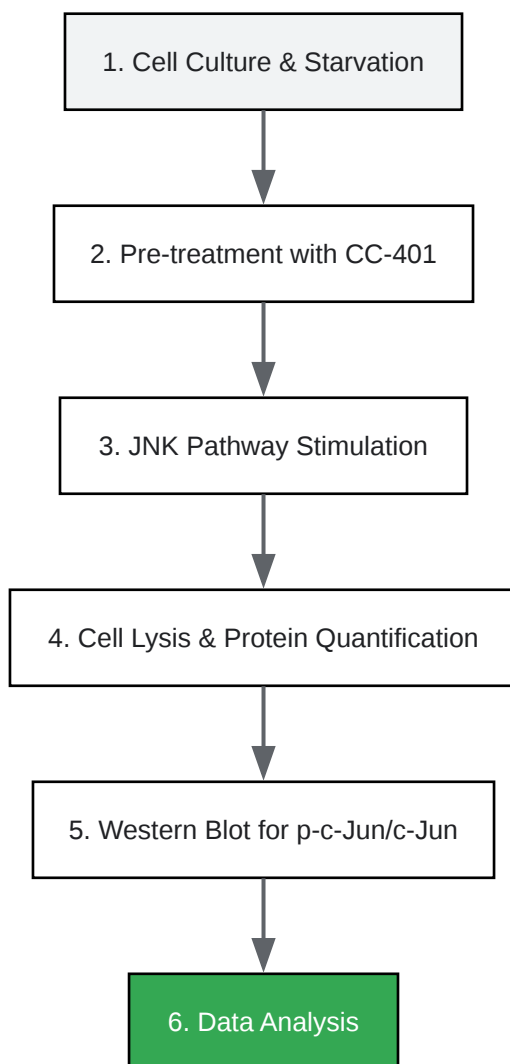 1. Cell Culture & Starvation
2. Pre-treatment with CC-401
3. JNK Pathway Stimulation
4. Cell Lysis & Protein Quantification
5. Western Blot for p-c-Jun/c-Jun
6. Data Analysis